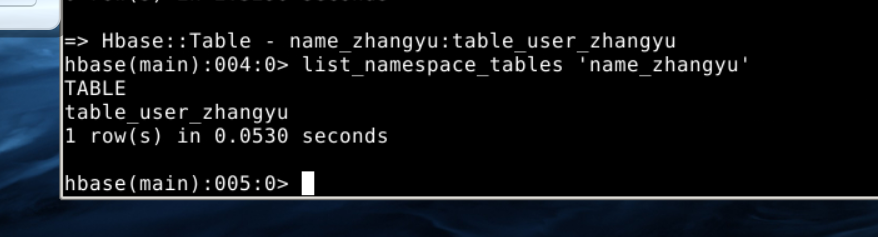 => Hbase::Table - name_zhangyu:table_user_zhangyu
hbase(main):004:0> list_namespace_tables 'name_zhangyu'
TABLE
table_user_zhangyu
1 row(s) in 0.0530 seconds
hbase(main):005:0>